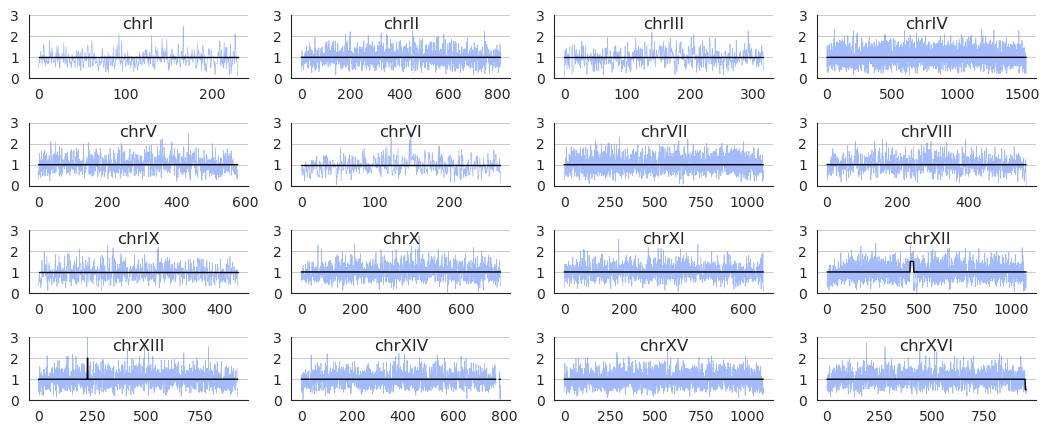 chrI
chrII
chrIII
chrIV
3 2 1 0
0 100 200
3 2 1 0
0 200 400 600 800
3 2 1 0
0 100 200 300
3 2 1 0
0 500 1000 1500
chrV
chrVI
chrVII
chrVIII
3 2 1 0
0 200 400 600
3 2 1 0
0 100 200
3 2 1 0
0 250 500 750 1000
3 2 1 0
0 200 400
chrIX
chrX
chrXI
chrXII
3 2 1 0
0 100 200 300 400
3 2 1 0
0 200 400 600
3 2 1 0
0 200 400 600
3 2 1 0
0 250 500 750 1000
chrXIII
chrXIV
chrXV
chrXVI
3 2 1 0
0 250 500 750
3 2 1 0
0 200 400 600 800
3 2 1 0
0 250 500 750 1000
3 2 1 0
0 250 500 750